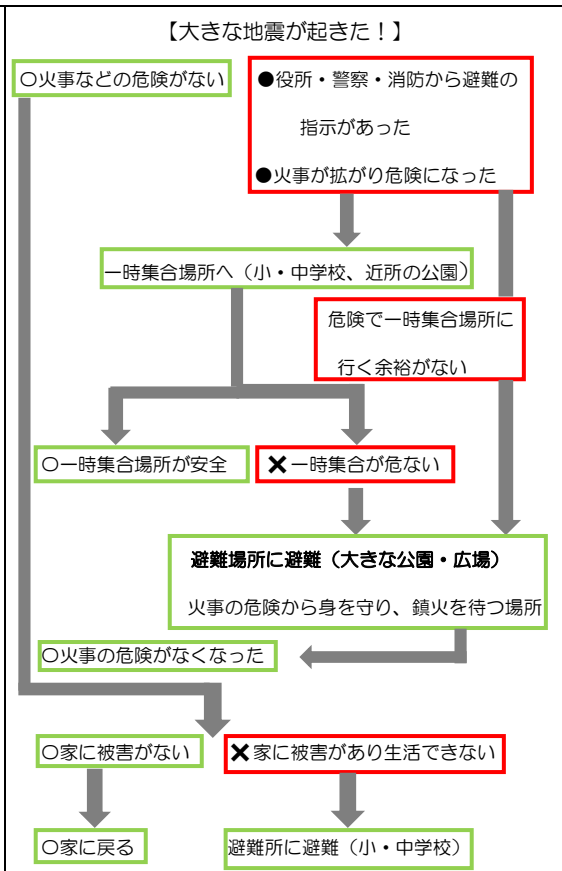 【大きな地震が起きた!】
〇火事などの危険がない
●役所・警察・消防から避難の
指示があった
●火事が拡がり危険になった
一時集合場所へ(小・中学校、近所の公園)
危険で一時集合場所に
行く余裕がない
〇一時集合場所が安全
✖一時集合が危ない
避難場所に避難(大きな公園・広場)
火事の危険から身を守り、鎮火を待つ場所
〇火事の危険がなくなった
〇家に被害がない
✖家に被害があり生活できない
〇家に戻る
避難所に避難(小・中学校)